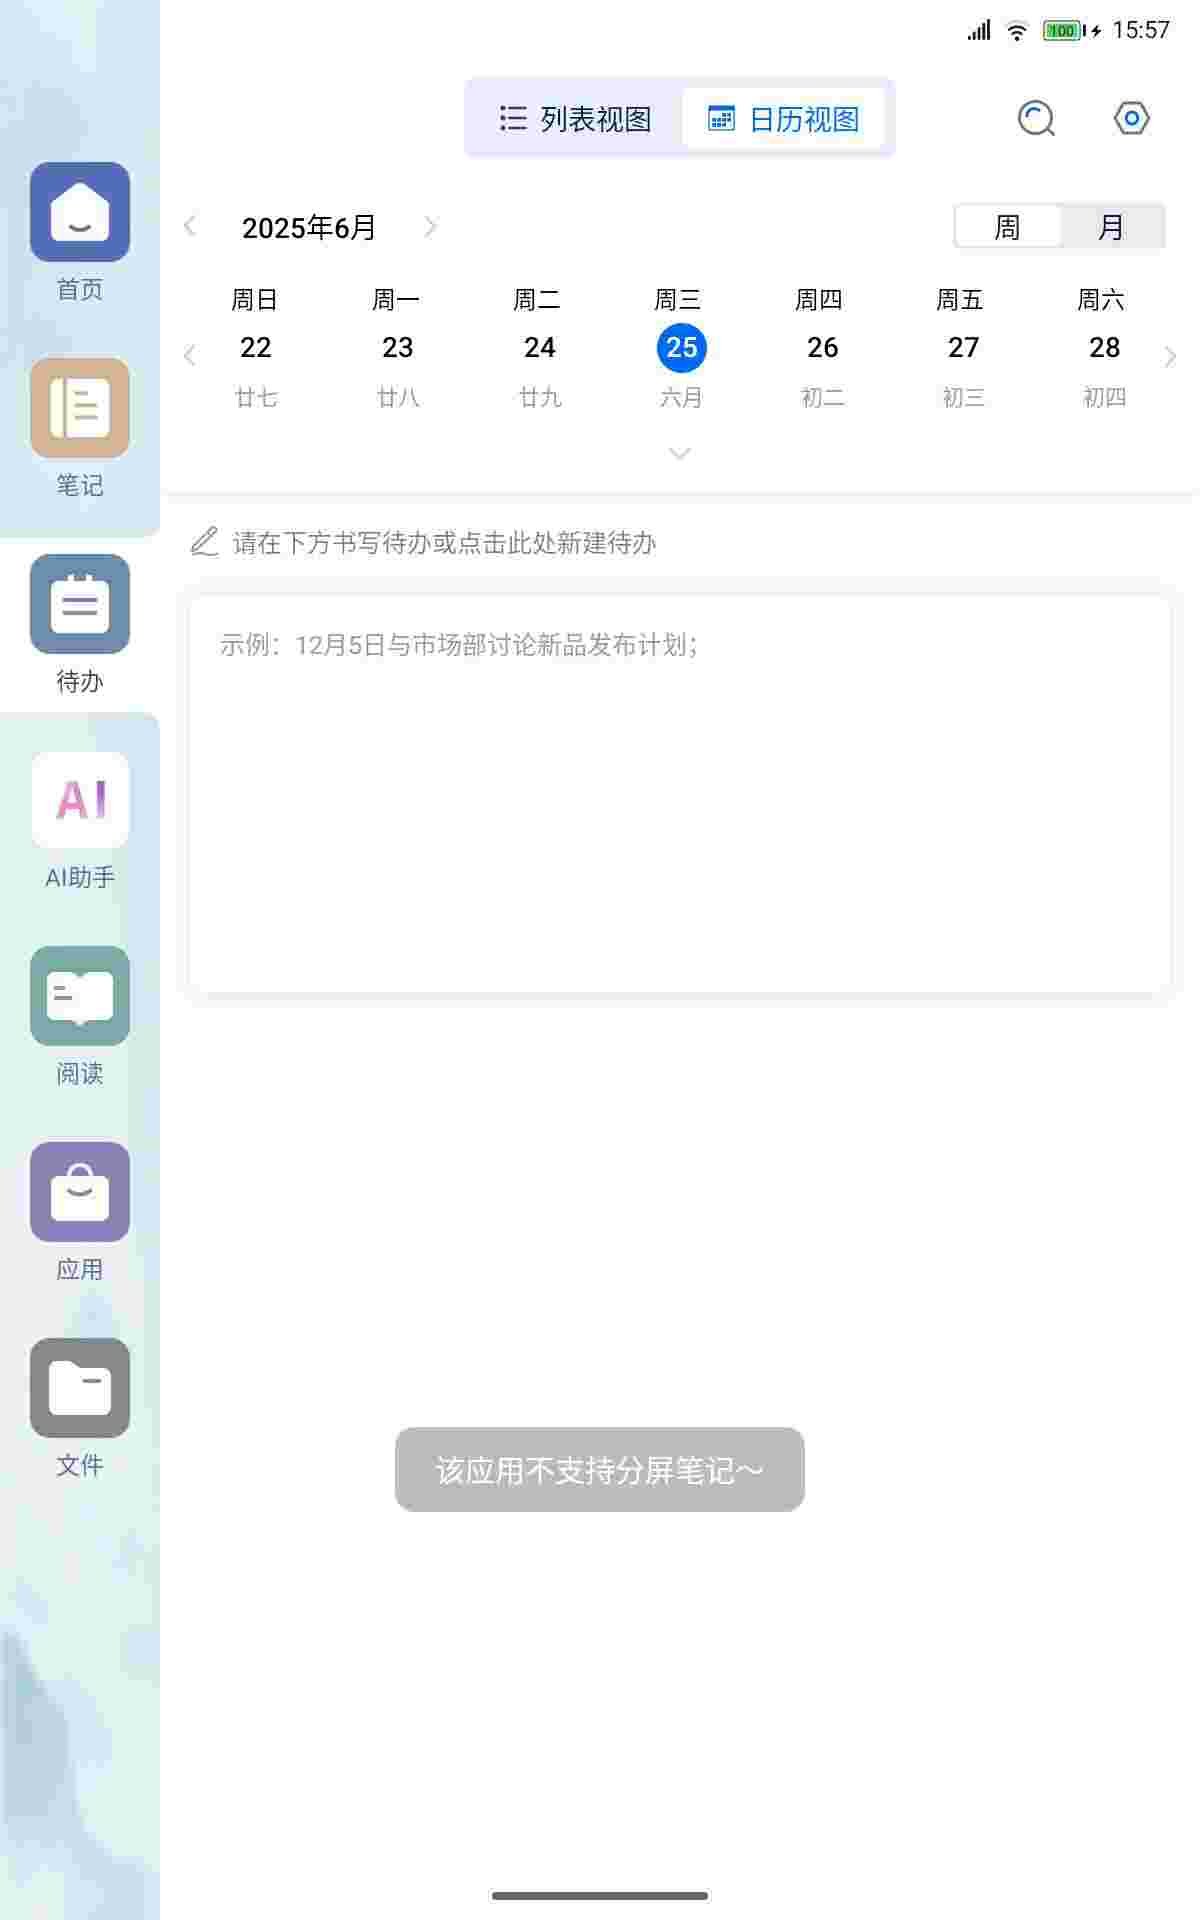 100 15:57
列表视图 日历视图
2025年6月 周 月
周日 周一 周二 周三 周四 周五 周六
22 23 24 25 26 27 28
廿七 廿八 廿九 六月 初二 初三 初四
请在下方书写待办或点击此处新建待办
示例：12月5日与市场部讨论新品发布计划；
首页
笔记
待办
AI
AI助手
阅读
应用
文件
该应用不支持分屏笔记～